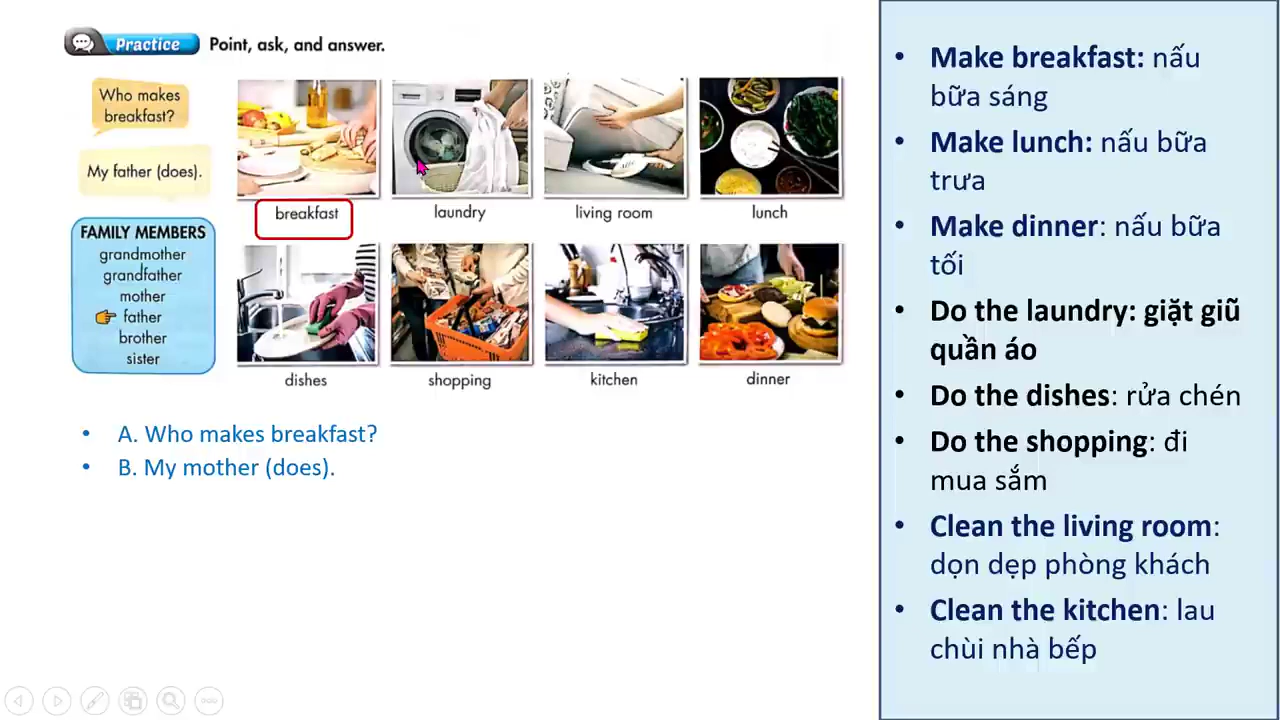 Practice Point, ask, and answer.
Who makes
breakfast?
My father (does).
FAMILY MEMBERS
grandmother
grandfather
mother
father
brother
sister
breakfast
laundry
living room
lunch
dishes
shopping
kitchen
dinner
• A. Who makes breakfast?
• B. My mother (does).
• Make breakfast: nấu
bữa sáng
• Make lunch: nấu bữa
trưa
• Make dinner: nấu bữa
tối
• Do the laundry: giặt giũ
quần áo
• Do the dishes: rửa chén
• Do the shopping: đi
mua sắm
• Clean the living room:
dọn dẹp phòng khách
• Clean the kitchen: lau
chùi nhà bếp